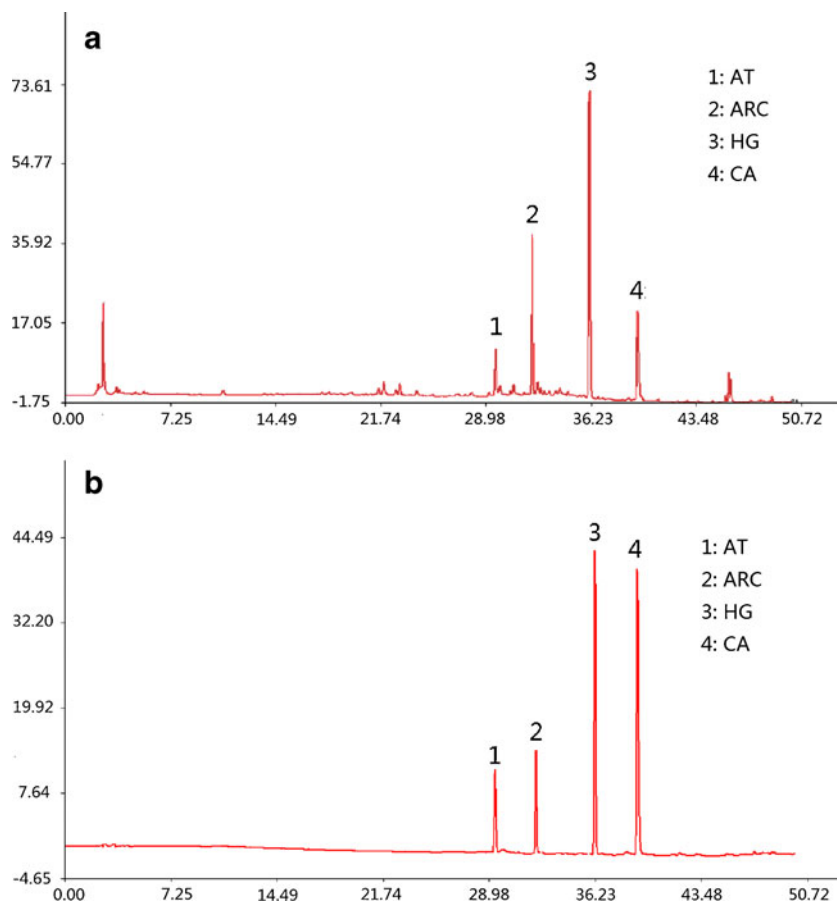 a
73.61
54.77
35.92
17.05
-1.75
1
2
3
4
1: AT
2: ARC
3: HG
4: CA
0.00 7.25 14.49 21.74 28.98 36.23 43.48 50.72
b
44.49
32.20
19.92
7.64
-4.65
1
2
3
4
1: AT
2: ARC
3: HG
4: CA
0.00 7.25 14.49 21.74 28.98 36.23 43.48 50.72